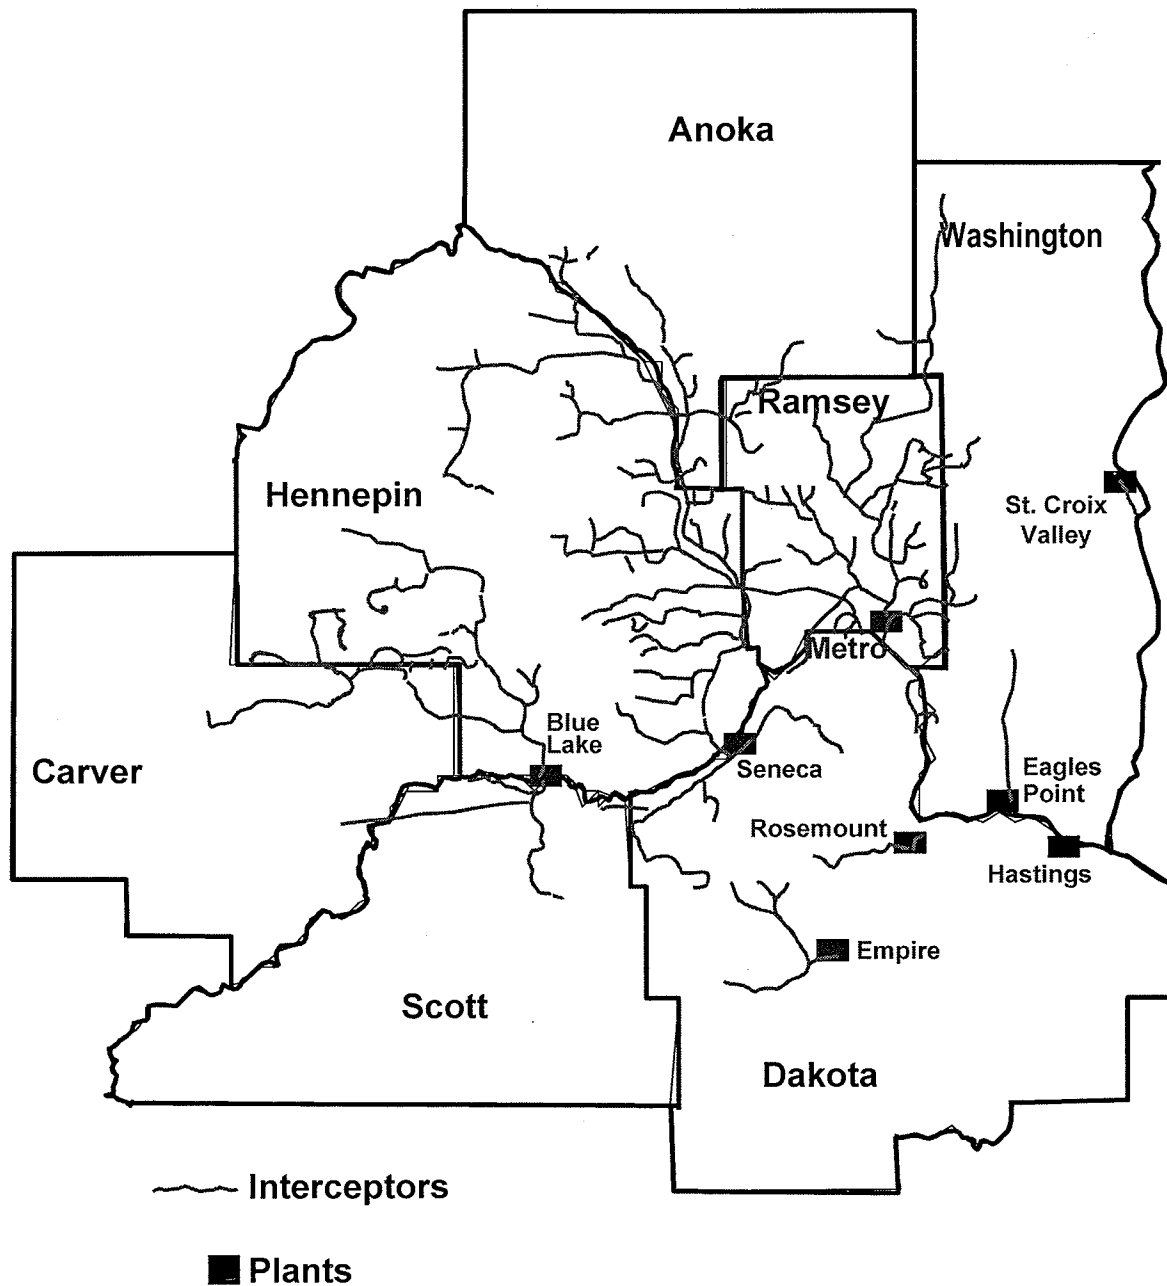 Anoka
Washington
Ramsey
Hennepin
St. Croix
Valley
Metro
Blue
Lake
Carver
Seneca
Eagles
Point
Rosemount
Hastings
Empire
Scott
Dakota
Interceptors
Plants